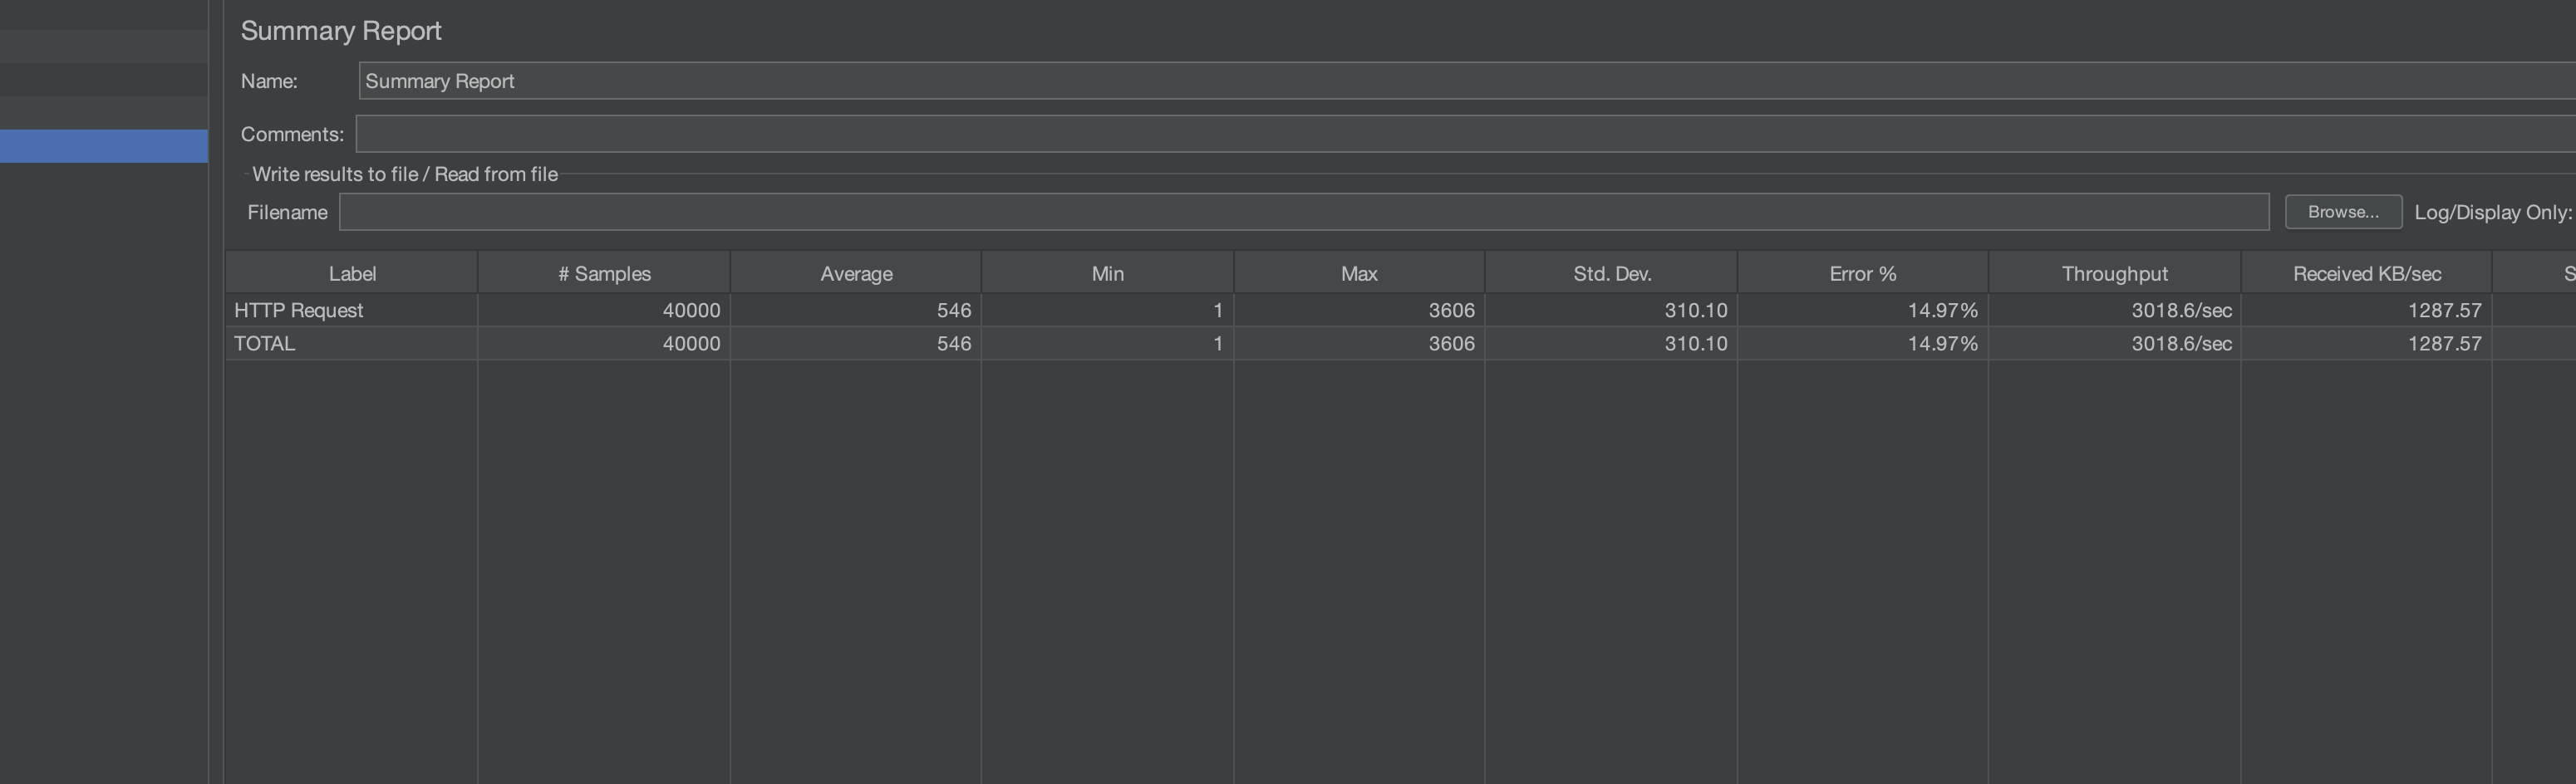 Summary Report
Name: Summary Report
Comments:
Write results to file / Read from file
Filename Browse... Log/Display Only:
Label # Samples Average Min Max Std. Dev. Error % Throughput Received KB/sec
HTTP Request 40000 546 1 3606 310.10 14.97% 3018.6/sec 1287.57
TOTAL 40000 546 1 3606 310.10 14.97% 3018.6/sec 1287.57